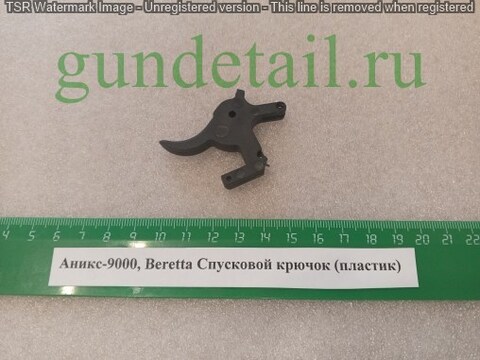 TSR Watermark Image - Unregistered version - This line is removed when registered
gundetail.ru
4 5 6 7 8 9 10 11 12 13 14 15 16 17 18 19 20 21 22
Аникс-9000, Beretta Спусковой крючок (пластик)